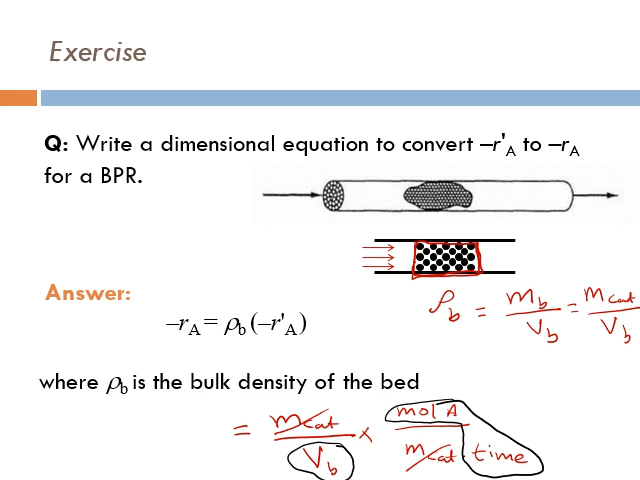 Exercise
Q: Write a dimensional equation to convert –r'A to –rA
for a BPR.
Answer:
ρb = mb/Vb = mcat/Vb
–rA = ρb (–r'A)
where ρb is the bulk density of the bed
= mcat/Vb × mol A/mcat · time